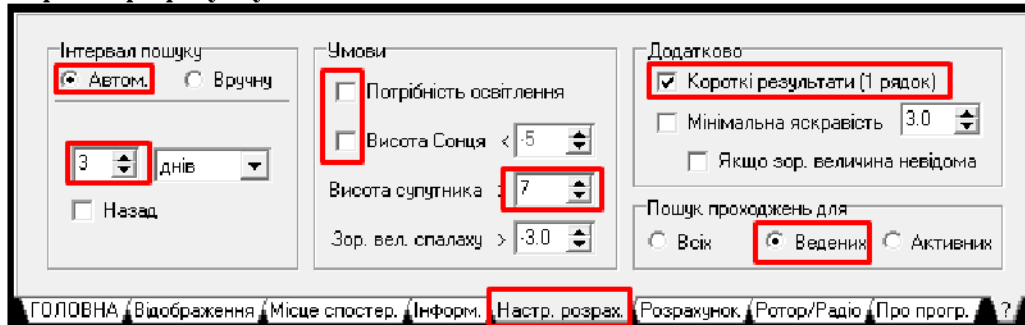 Інтервал пошуку
Автом. Вручну
3 днів
Назад
Умови
Потрібність освітлення
Висота Сонця < -5
Висота супутника : 7
Зор. вел. спалаху > -3.0
Додатково
Короткі результати (1 рядок)
Мінімальна яскравість 3.0
Якщо зор. величина невідома
Пошук проходжень для
Всіх Ведених Активних
ГОЛОВНА Відображення Місце спостер. Інформ. Настр. розрах. Розрахунок Ротор/Радіо Про прогр. ?